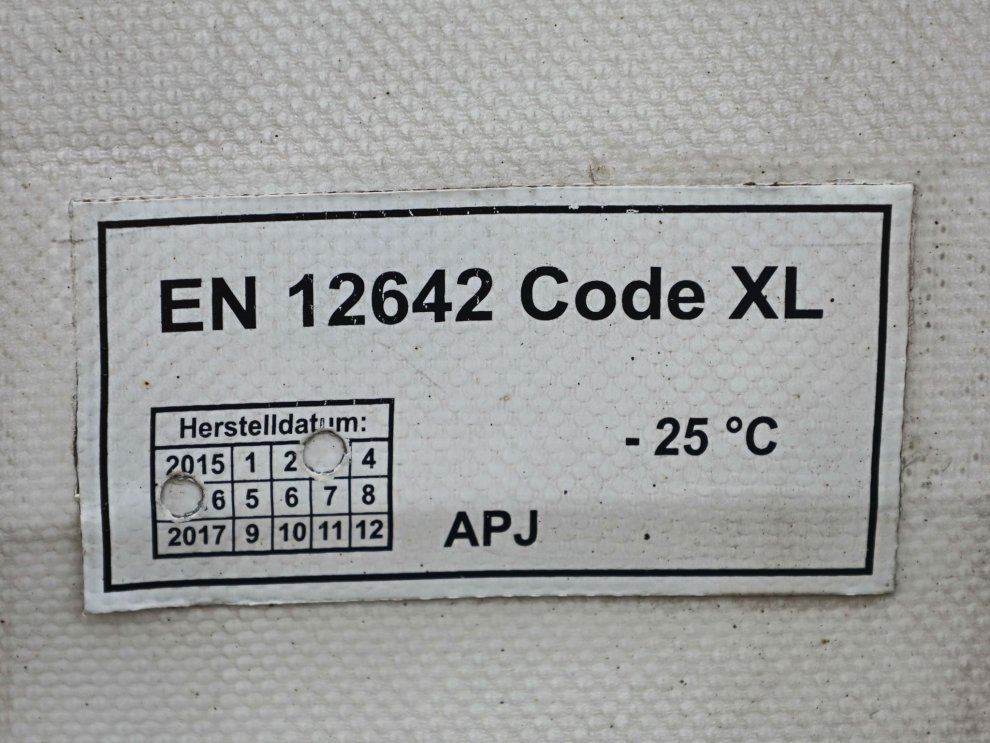 EN 12642 Code XL
Herstelldatum:
2015 1 2 4
6 5 6 7 8
2017 9 10 11 12
- 25 °C
APJ